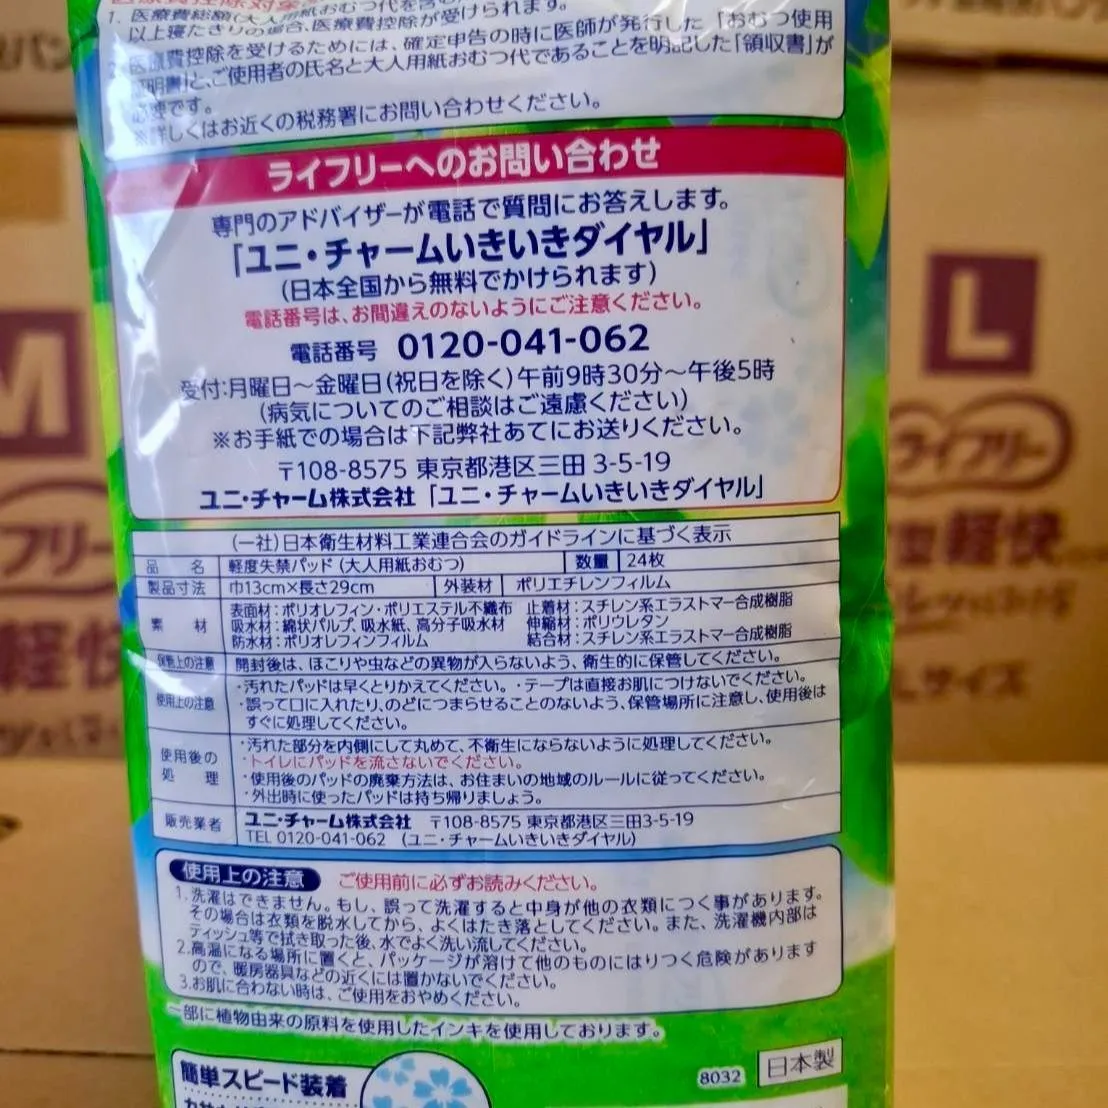 医療費控除対象
1. 医療費総額(大人用紙おむつ代を含む
以上寝たきりの場合、医療費控除が受けられます。
2. 医療費控除を受けるためには、確定申告の時に医師が発行した「おむつ使用
証明書」と、ご使用者の氏名と大人用紙おむつ代であることを明記した「領収書」が
必要です。
※詳しくはお近くの税務署にお問い合わせください。
ライフリーへのお問い合わせ
専門のアドバイザーが電話で質問にお答えします。
「ユニ・チャームいきいきダイヤル」
(日本全国から無料でかけられます)
電話番号は、お間違えのないようにご注意ください。
電話番号 0120-041-062
受付:月曜日〜金曜日(祝日を除く)午前9時30分〜午後5時
(病気についてのご相談はご遠慮ください)
※お手紙での場合は下記弊社あてにお送りください。
〒108-8575 東京都港区三田 3-5-19
ユニ・チャーム株式会社「ユニ・チャームいきいきダイヤル」
(一社)日本衛生材料工業連合会のガイドラインに基づく表示
品名 軽度失禁パッド(大人用紙おむつ) 数量 24枚
製品寸法 巾13cm×長さ29cm 外装材 ポリエチレンフィルム
素材 表面材:ポリオレフィン・ポリエステル不織布 止着材:スチレン系エラストマー合成樹脂
吸水材:綿状パルプ、吸水紙、高分子吸水材 伸縮材:ポリウレタン
防水材:ポリオレフィンフィルム 結合材:スチレン系エラストマー合成樹脂
保管上の注意 開封後は、ほこりや虫などの異物が入らないよう、衛生的に保管してください。
使用上の注意 ・汚れたパッドは早くとりかえてください。・テープは直接お肌につけないでください。
・誤って口に入れたり、のどにつまらせることのないよう、保管場所に注意し、使用後は
すぐに処理してください。
使用後の処理 ・汚れた部分を内側にして丸めて、不衛生にならないように処理してください。
・トイレにパッドを流さないでください。
・使用後のパッドの廃棄方法は、お住まいの地域のルールに従ってください。
・外出時に使ったパッドは持ち帰りましょう。
販売業者 ユニ・チャーム株式会社 〒108-8575 東京都港区三田3-5-19
TEL 0120-041-062 (ユニ・チャームいきいきダイヤル)
使用上の注意 ご使用前に必ずお読みください。
1. 洗濯はできません。もし、誤って洗濯すると中身が他の衣類につく事があります。
その場合は衣類を脱水してから、よくはたき落としてください。また、洗濯機内部は
ティッシュ等で拭き取った後、水でよく洗い流してください。
2. 高温になる場所に置くと、パッケージが溶けて他のものにはりつく危険があります
ので、暖房器具などの近くには置かないでください。
3. お肌に合わない時は、ご使用をおやめください。
一部に植物由来の原料を使用したインキを使用しております。
簡単スピード装着
8032 日本製
M
フリー
軽快
L
ライフリー
型軽快
Lサイズ